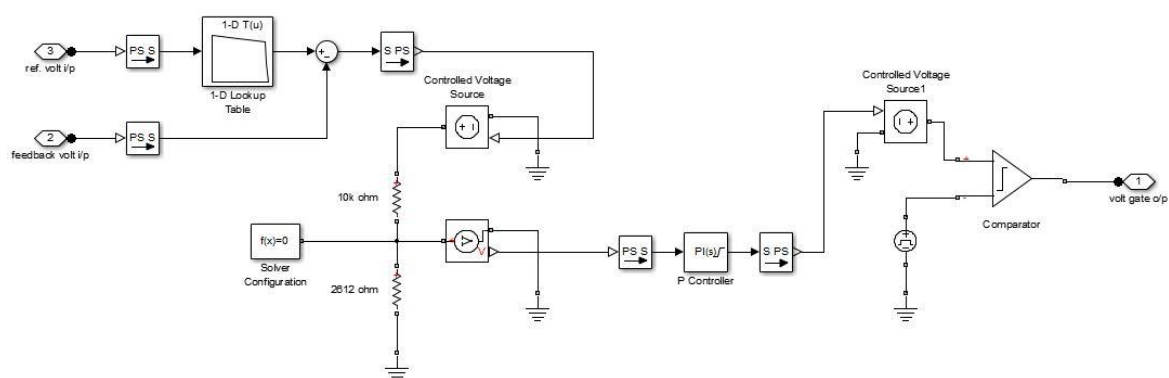 3
ref. volt i/p
PS S
1-D T(u)
1-D Lookup
Table
+
-
S PS
2
feedback volt i/p
PS S
Controlled Voltage
Source
+
10k ohm
f(x)=0
Solver
Configuration
2612 ohm
V
PS S
PI(s)
P Controller
S PS
Controlled Voltage
Source1
+
+
-
Comparator
+
1
volt gate o/p